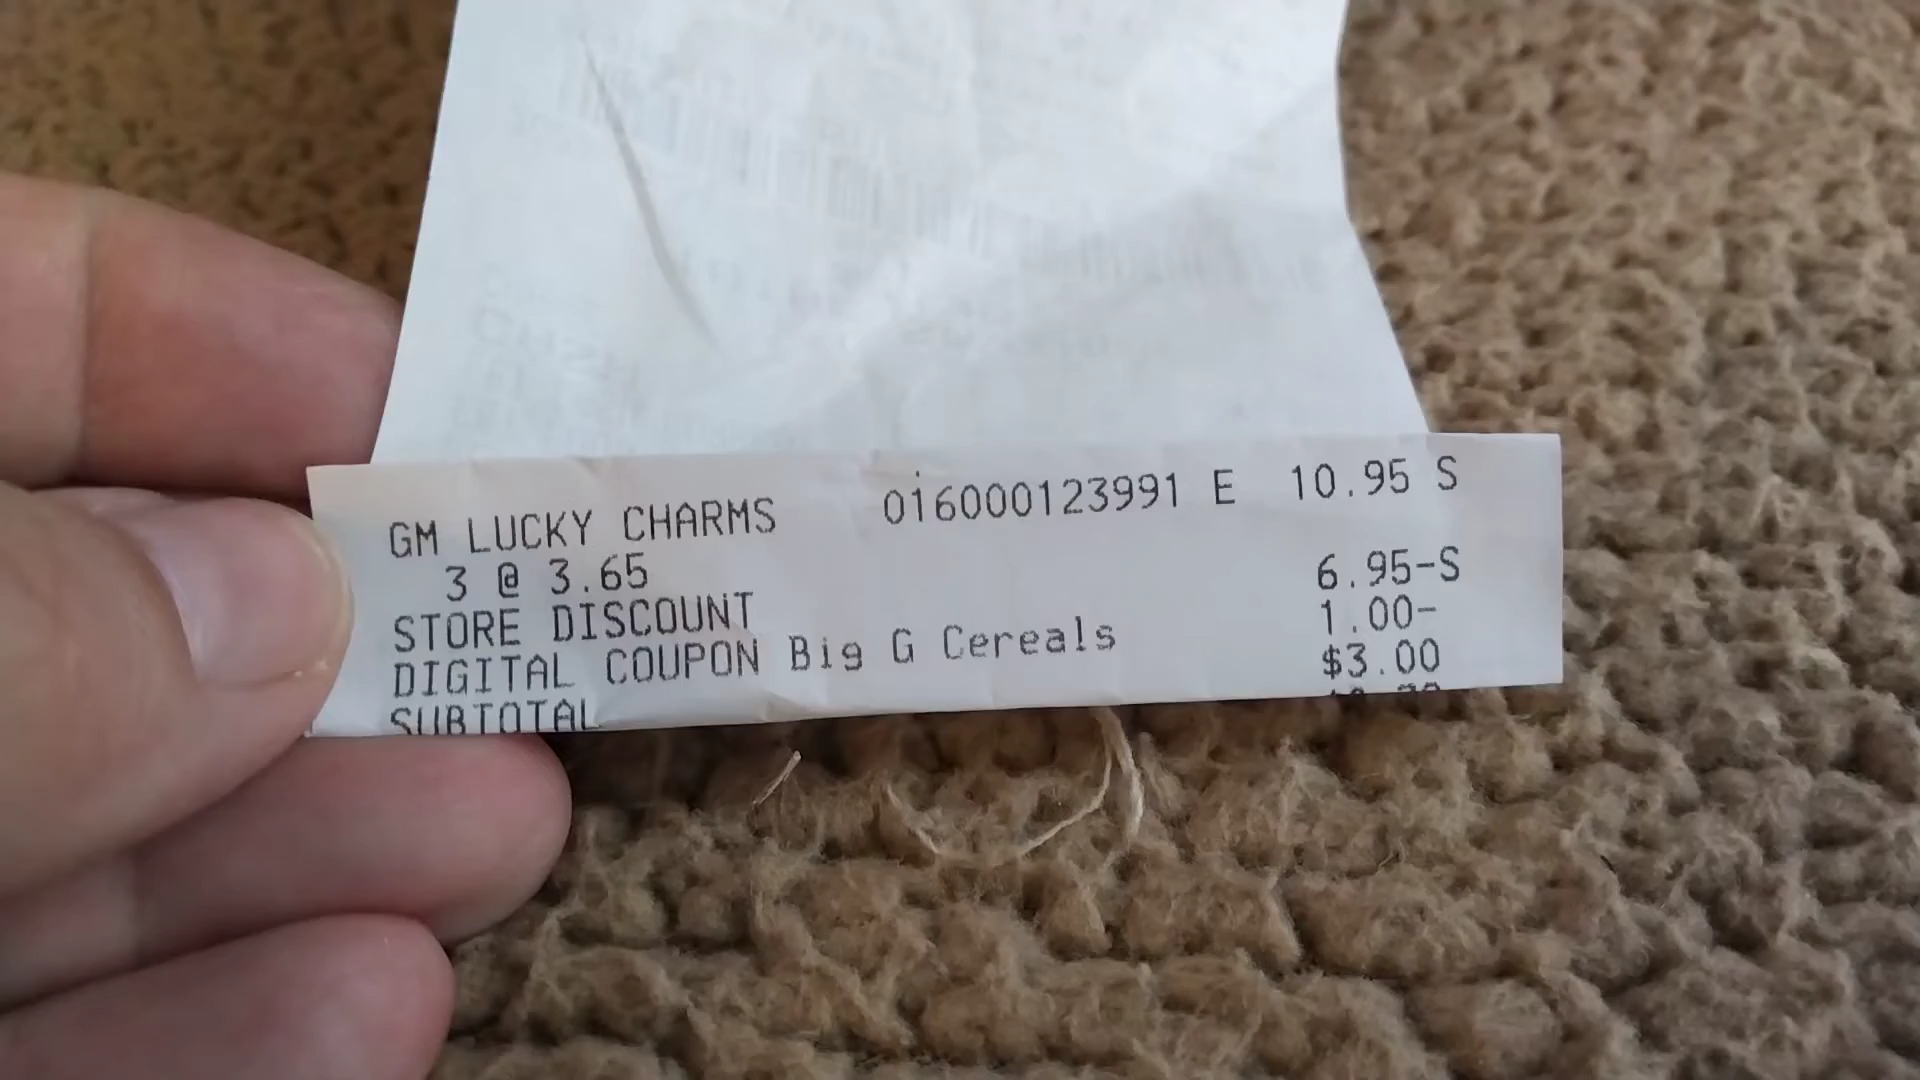 GM LUCKY CHARMS 016000123991 E 10.95 S
3 @ 3.65
STORE DISCOUNT 6.95-S
DIGITAL COUPON Big G Cereals 1.00-
SUBTOTAL $3.00